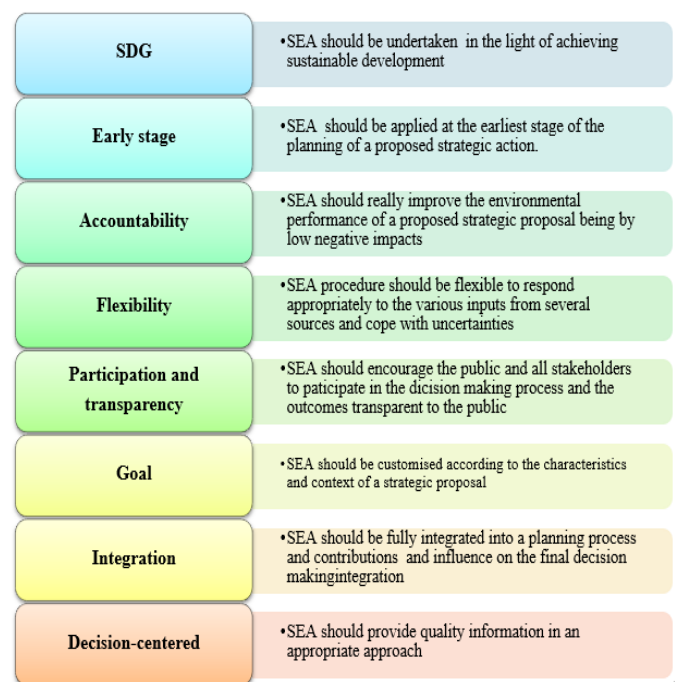 SDG
•SEA should be undertaken in the light of achieving
sustainable development
Early stage
•SEA should be applied at the earliest stage of the
planning of a proposed strategic action.
Accountability
•SEA should really improve the environmental
performance of a proposed strategic proposal being by
low negative impacts
Flexibility
•SEA procedure should be flexible to respond
appropriately to the various inputs from several
sources and cope with uncertainties
Participation and
transparency
•SEA should encourage the public and all stakeholders
to paticipate in the dicision making process and the
outcomes transparent to the public
Goal
•SEA should be customised according to the characteristics
and context of a strategic proposal
Integration
•SEA should be fully integrated into a planning process
and contributions and influence on the final decision
makingintegration
Decision-centered
•SEA should provide quality information in an
appropriate approach